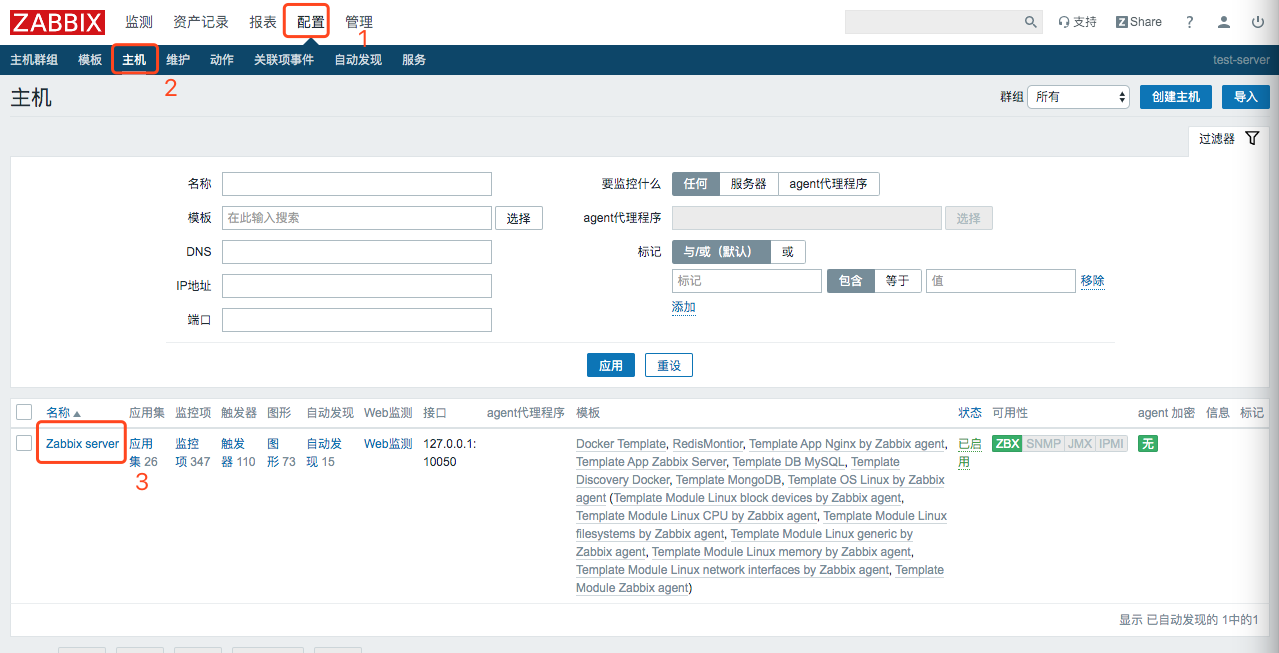 ZABBIX 监测 资产记录 报表 配置 管理 支持 Z Share ?
1
主机群组 模板 主机 维护 动作 关联项事件 自动发现 服务 test-server
2
主机 群组 所有 创建主机 导入
过滤器
名称 要监控什么 任何 服务器 agent代理程序
模板 在此输入搜索 选择 agent代理程序 选择
DNS 标记 与/或（默认） 或
IP地址 标记 包含 等于 值 移除
添加
端口
应用 重设
名称 应用集 监控项 触发器 图形 自动发现 Web监测 接口 agent代理程序 模板 状态 可用性 agent 加密 信息 标记
Zabbix server 应用 监控 触发 图 自动发 Web监测 127.0.0.1: Docker Template, RedisMontior, Template App Nginx by Zabbix agent, 已启 ZBX SNMP JMX IPMI 无
集 26 项 347 器 110 形 73 现 15 10050 Template App Zabbix Server, Template DB MySQL, Template 用
3
Discovery Docker, Template MongoDB, Template OS Linux by Zabbix
agent (Template Module Linux block devices by Zabbix agent,
Template Module Linux CPU by Zabbix agent, Template Module Linux
filesystems by Zabbix agent, Template Module Linux generic by
Zabbix agent, Template Module Linux memory by Zabbix agent,
Template Module Linux network interfaces by Zabbix agent, Template
Module Zabbix agent)
显示 已自动发现的 1中的1